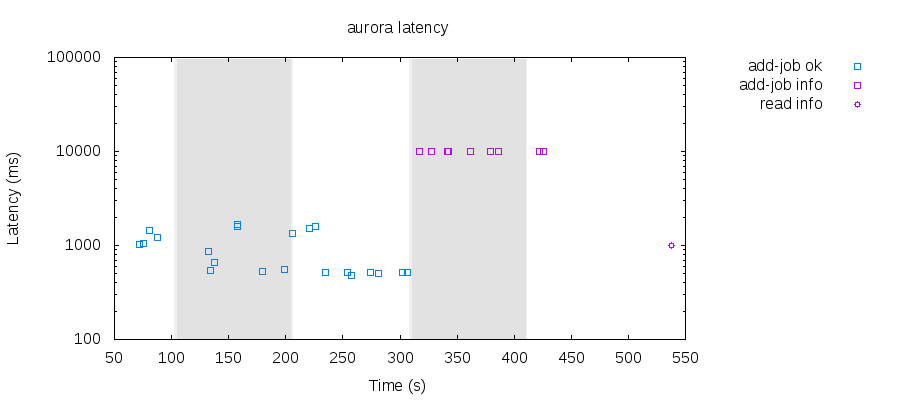 aurora latency
100000
10000
1000
100
Latency (ms)
50 100 150 200 250 300 350 400 450 500 550
Time (s)
add-job ok
add-job info
read info